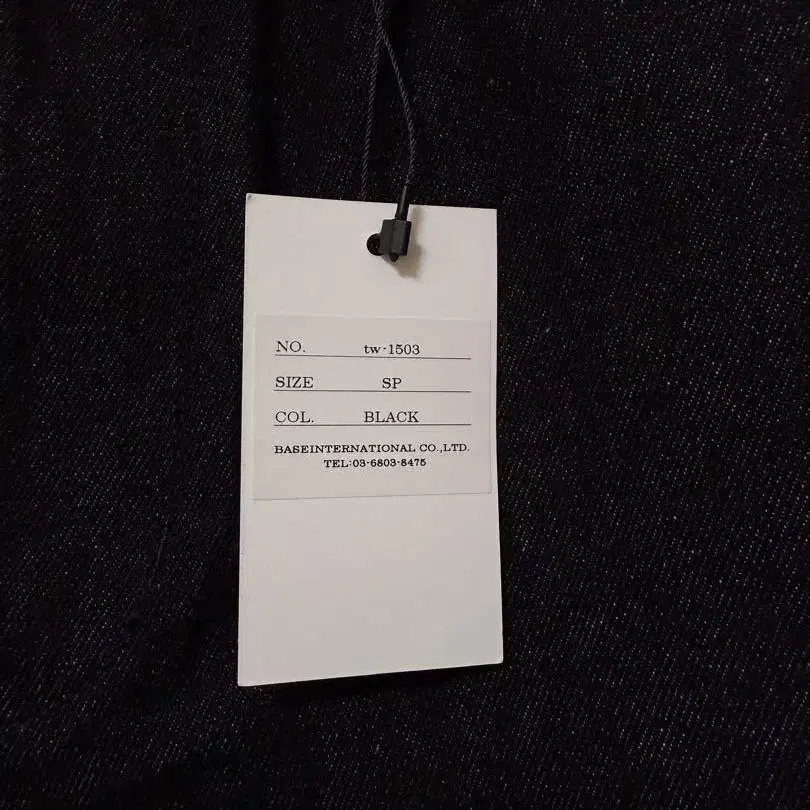 NO. tw-1503
SIZE SP
COL. BLACK
BASEINTERNATIONAL CO.,LTD.
TEL:03-6803-8475